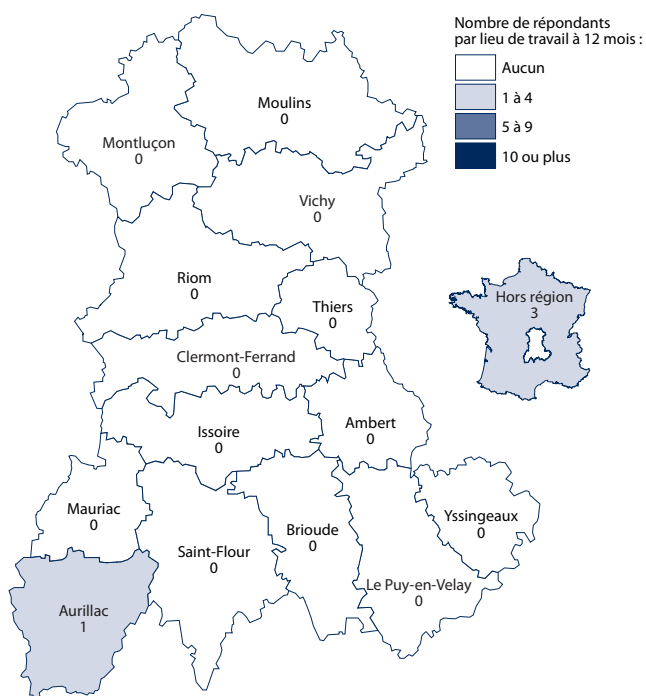 Nombre de répondants
par lieu de travail à 12 mois :
Aucun
1 à 4
5 à 9
10 ou plus
Moulins
0
Montluçon
0
Vichy
0
Riom
0
Thiers
0
Hors région
3
Clermont-Ferrand
0
Ambert
0
Issoire
0
Mauriac
0
Saint-Flour
0
Brioude
0
Yssingeaux
0
Le Puy-en-Velay
0
Aurillac
1